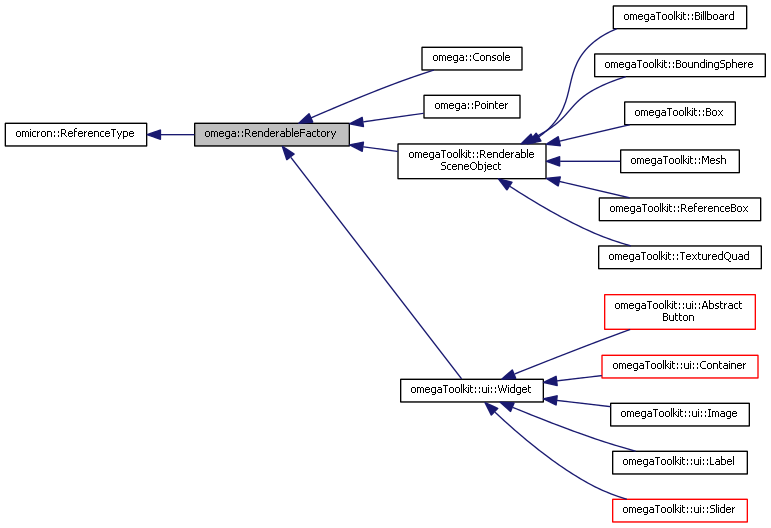 omegaToolkit::Billboard
omega::Console
omegaToolkit::BoundingSphere
omega::Pointer
omegaToolkit::Box
omicron::ReferenceType
omega::RenderableFactory
omegaToolkit::Renderable
SceneObject
omegaToolkit::Mesh
omegaToolkit::ReferenceBox
omegaToolkit::TexturedQuad
omegaToolkit::ui::Abstract
Button
omegaToolkit::ui::Container
omegaToolkit::ui::Widget
omegaToolkit::ui::Image
omegaToolkit::ui::Label
omegaToolkit::ui::Slider